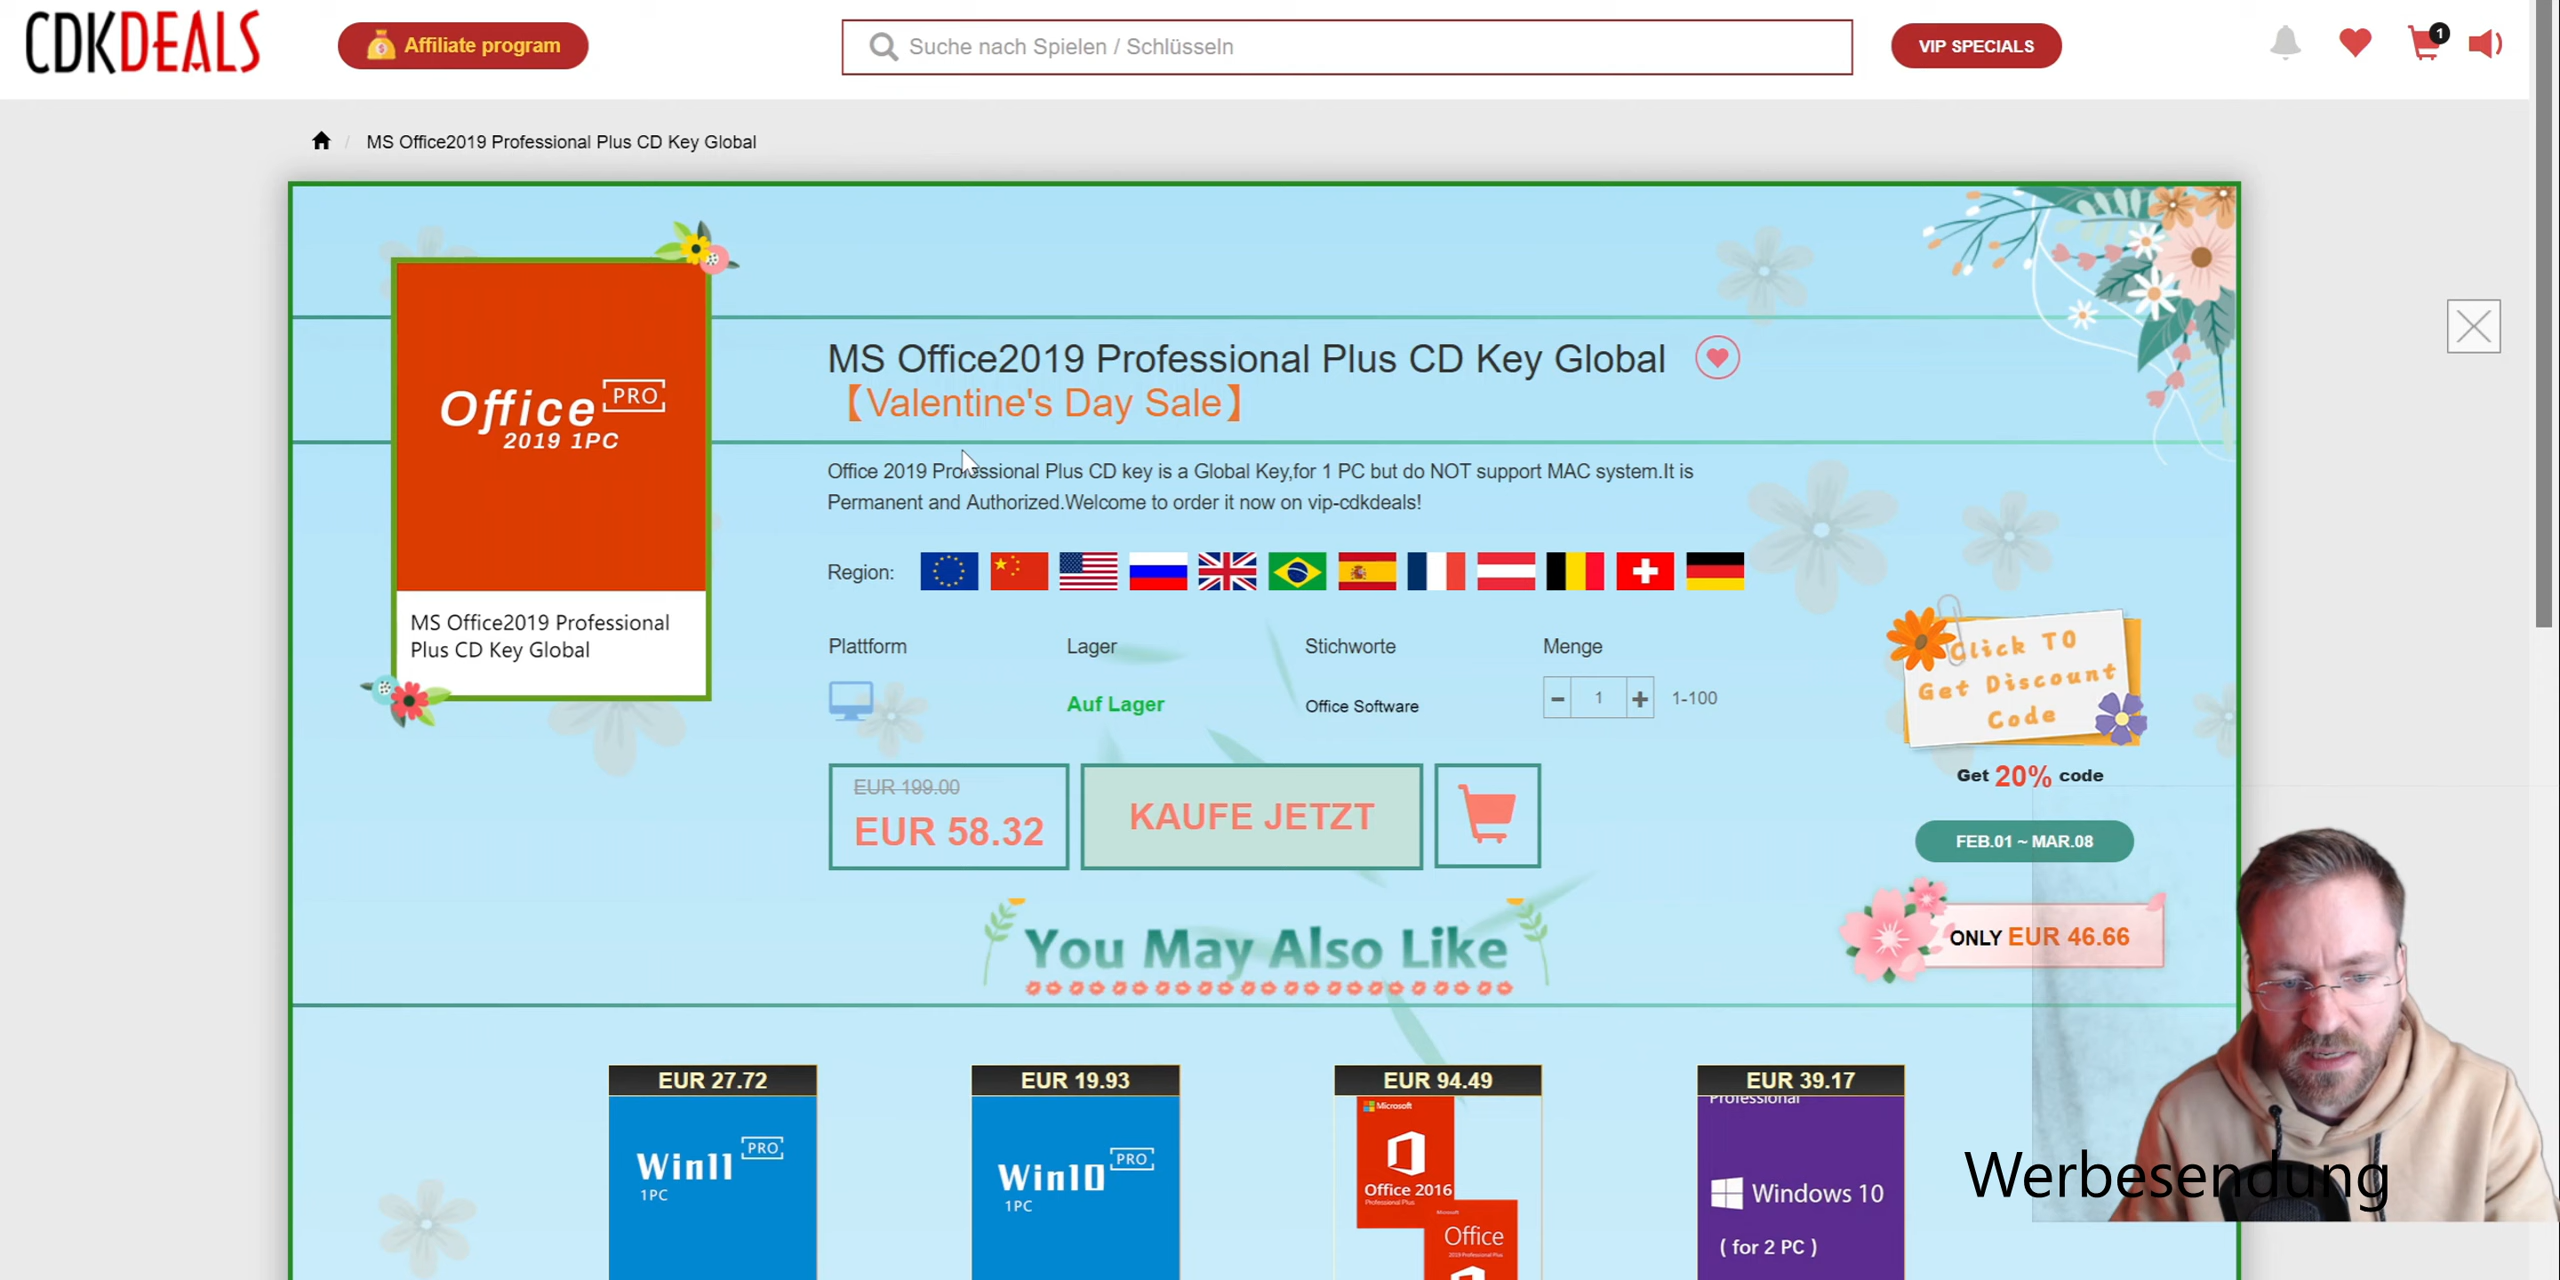 CDKDEALS
Affiliate program
Suche nach Spielen / Schlüsseln
VIP SPECIALS
1
/ MS Office2019 Professional Plus CD Key Global
Office PRO
2019 1PC
MS Office2019 Professional
Plus CD Key Global
MS Office2019 Professional Plus CD Key Global
【Valentine's Day Sale】
Office 2019 Professional Plus CD key is a Global Key,for 1 PC but do NOT support MAC system.It is
Permanent and Authorized.Welcome to order it now on vip-cdkdeals!
Region:
Plattform
Lager
Stichworte
Menge
Auf Lager
Office Software
− 1 + 1-100
EUR 199.00
EUR 58.32
KAUFE JETZT
Click TO
Get Discount
Code
Get 20% code
FEB.01 ~ MAR.08
ONLY EUR 46.66
You May Also Like
EUR 27.72
Win11 PRO
1PC
EUR 19.93
Win10 PRO
1PC
EUR 94.49
Microsoft
Office 2016
Professional Plus
Microsoft
Office
2019 Professional Plus
EUR 39.17
Professional
Windows 10
( for 2 PC )
Werbesendung